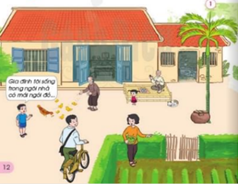 1
Gia đình tôi sống
trong ngôi nhà
có mái ngói đỏ...
12